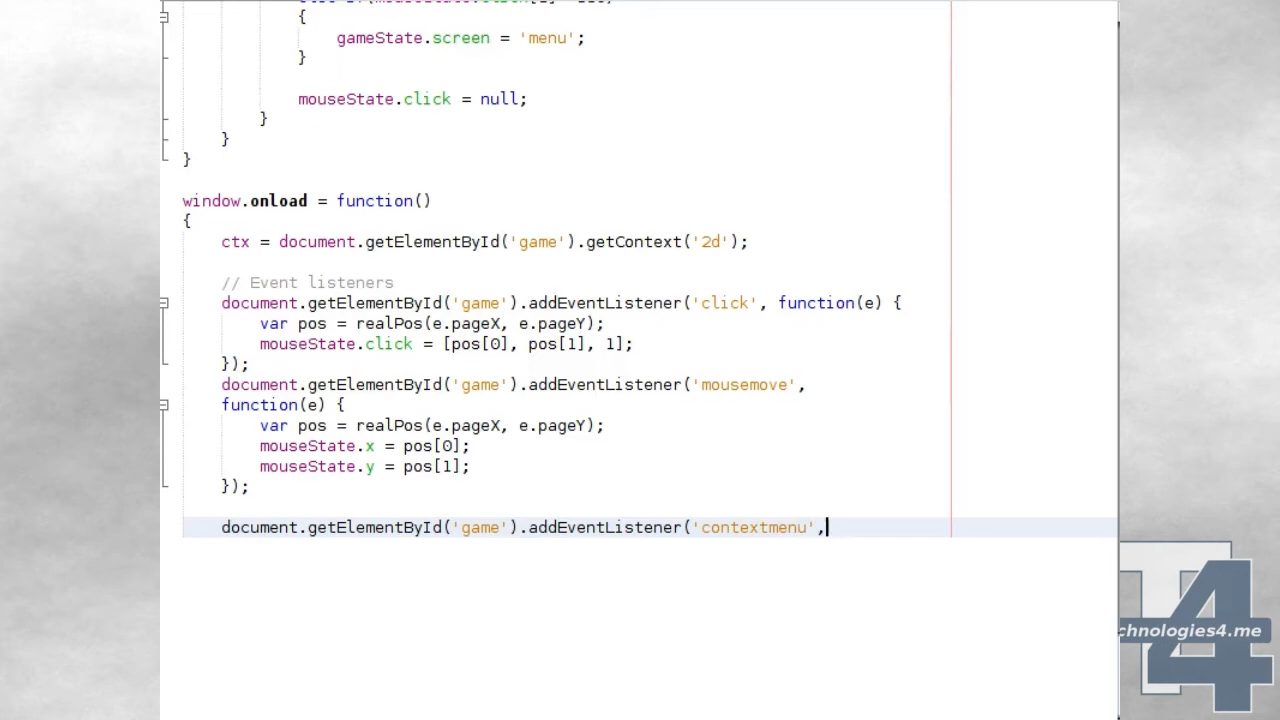 {
gameState.screen = 'menu';
}
mouseState.click = null;
}
}
}
window.onload = function()
{
ctx = document.getElementById('game').getContext('2d');
// Event listeners
document.getElementById('game').addEventListener('click', function(e) {
var pos = realPos(e.pageX, e.pageY);
mouseState.click = [pos[0], pos[1], 1];
});
document.getElementById('game').addEventListener('mousemove',
function(e) {
var pos = realPos(e.pageX, e.pageY);
mouseState.x = pos[0];
mouseState.y = pos[1];
});
document.getElementById('game').addEventListener('contextmenu',
T4
chnologies4.me